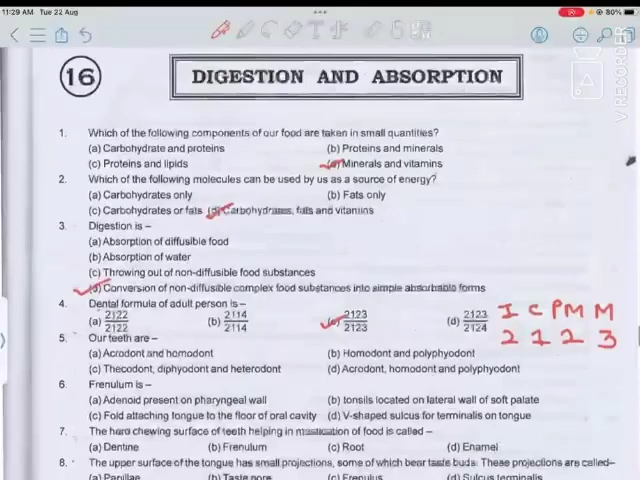 11:29 AM Tue 22 Aug
80%
V RECORDER
16
DIGESTION AND ABSORPTION
1. Which of the following components of our food are taken in small quantities?
(a) Carbohydrate and proteins (b) Proteins and minerals
(c) Proteins and lipids (d) Minerals and vitamins
2. Which of the following molecules can be used by us as a source of energy?
(a) Carbohydrates only (b) Fats only
(c) Carbohydrates or fats (d) Carbohydrates, fats and vitamins
3. Digestion is –
(a) Absorption of diffusible food
(b) Absorption of water
(c) Throwing out of non-diffusible food substances
(d) Conversion of non-diffusible complex food substances into simple absorbable forms
4. Dental formula of adult person is –
(a) 2122/2122 (b) 2114/2114 (c) 2123/2123 (d) 2123/2124
I C PM M
2 1 2 3
5. Our teeth are –
(a) Acrodont and homodont (b) Homodont and polyphyodont
(c) Thecodont, diphyodont and heterodont (d) Acrodont, homodont and polyphyodont
6. Frenulum is –
(a) Adenoid present on pharyngeal wall (b) tonsils located on lateral wall of soft palate
(c) Fold attaching tongue to the floor of oral cavity (d) V-shaped sulcus for terminalis on tongue
7. The hard chewing surface of teeth helping in mastication of food is called –
(a) Dentine (b) Frenulum (c) Root (d) Enamel
8. The upper surface of the tongue has small projections, some of which bear taste buds. These projections are called–
(a) Papillae (b) Taste pore (c) Frenulus (d) Sulcus terminalis